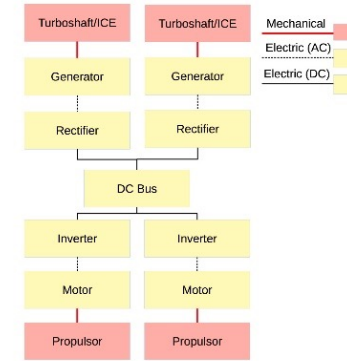 Turboshaft/ICE Turboshaft/ICE Mechanical
Electric (AC)
Generator Generator Electric (DC)
Rectifier Rectifier
DC Bus
Inverter Inverter
Motor Motor
Propulsor Propulsor